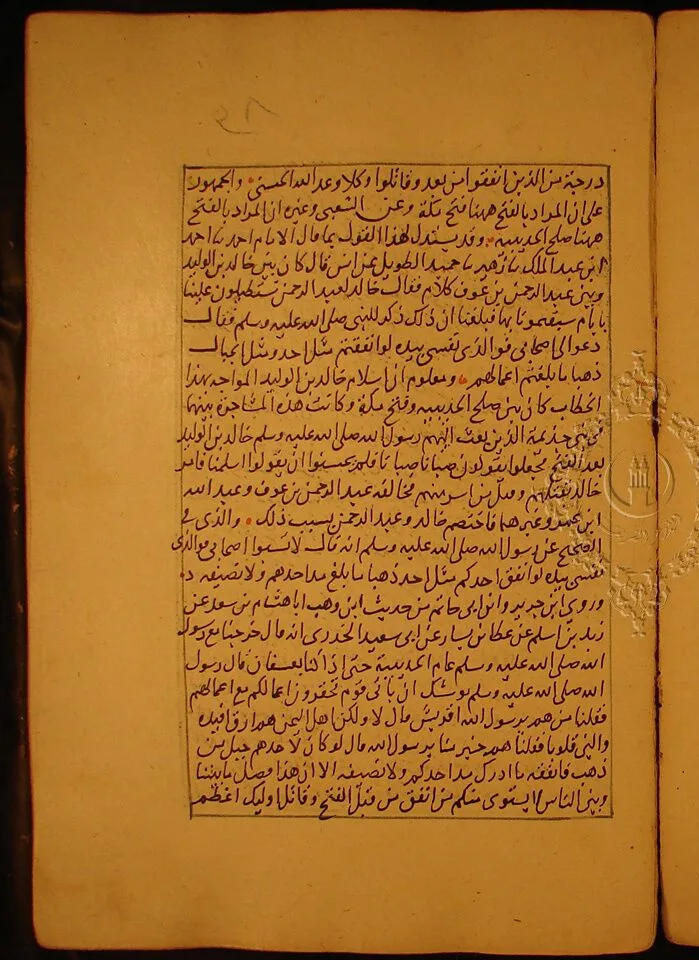 درجة من الذين انفقوا من بعد وقاتلوا وكلا وعد الله الحسنى والجمهور
على ان المراد بالفتح ههنا فتح مكة وعن الشعبي وغيره ان المراد بالفتح
ههنا صلح الحديبيه وقد يستدل لهذا القول بما قال الامام احمد ثنا احمد
ابن عبد الملك ثنا زهير ثنا حميد الطويل عن انس قال كان بين خالد بن الوليد
وبين عبد الرحمن بن عوف كلام فقال خالد لعبد الرحمن تستطيلون علينا
بايام سبقتمونا بها فبلغنا ان ذلك ذكر للنبي صلى الله عليه وسلم فقال
دعوا لي اصحابي فوالذي نفسي بيده لو انفقتم مثل احد ومثل الجبال
ذهبا ما بلغتم اعمالهم ومعلوم ان اسلام خالد بن الوليد المواجه بهذا
الخطاب كان بين صلح الحديبيه وفتح مكة وكانت هذه المشاجرة بينهما
في بني جذيمة الذين بعث اليهم رسول الله صلى الله عليه وسلم خالد بن الوليد
بعد الفتح فجعلوا يقولون صبانا صبانا فلم يحسنوا ان يقولوا اسلمنا فامر
خالد بقتلهم وقتل من اسر منهم فخالفه عبد الرحمن بن عوف وعبد الله
ابن عمر وغيرهما فاختصم خالد وعبد الرحمن بسبب ذلك والذي في
الصحيح عن رسول الله صلى الله عليه وسلم انه قال لا تسبوا اصحابي فوالذي
نفسي بيده لو انفق احدكم مثل احد ذهبا ما بلغ مد احدهم ولا نصيفه
وروى ابن جرير وابن ابي حاتم من حديث ابن وهب انا هشام بن سعد عن
زيد بن اسلم عن عطا بن يسار عن ابي سعيد الخدري انه قال خرجنا مع رسول
الله صلى الله عليه وسلم عام الحديبية حتى اذا كنا بعسفان قال رسول
الله صلى الله عليه وسلم يوشك ان ياتي قوم تحقرون اعمالكم مع اعمالهم
فقلنا من هم يرسول الله اقريش قال لا ولكن اهل اليمن هم ارق افيده
والين قلوبا فقلنا هم خير منا يرسول الله قال لو كان لاحدهم جبل من
ذهب فانفقه ما ادرك مد احدكم ولا نصيفه الا ان هذا فصل ما بيننا
وبين الناس لا يستوى منكم من انفق من قبل الفتح وقاتل اوليك اعظم